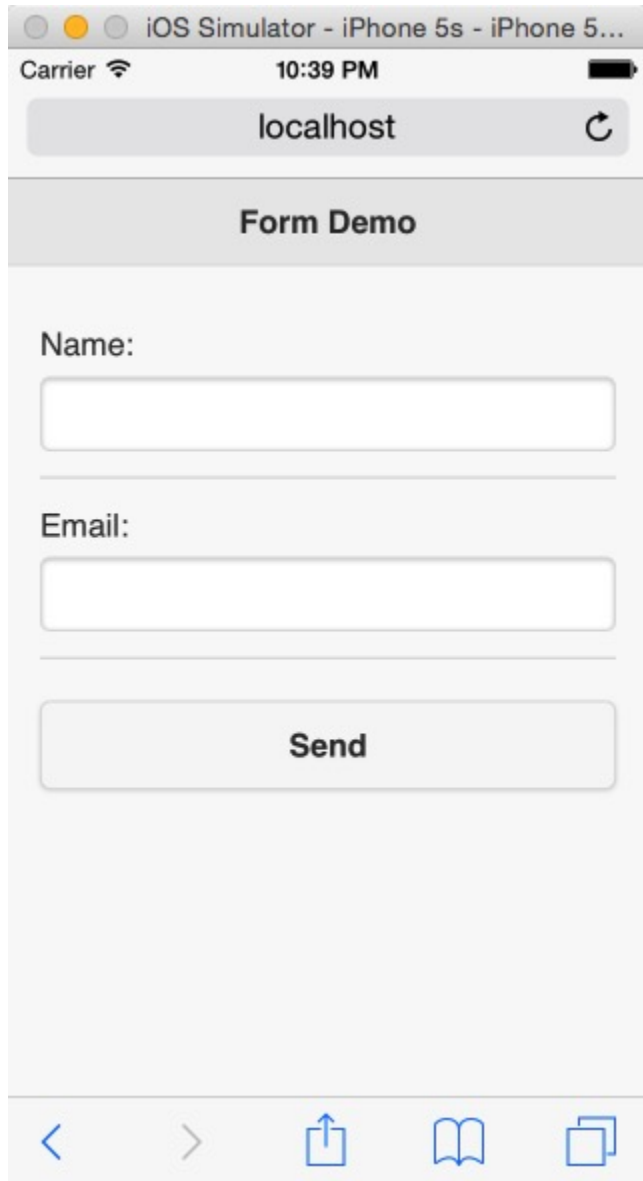 iOS Simulator - iPhone 5s - iPhone 5...
Carrier 10:39 PM
localhost
Form Demo
Name:
Email:
Send